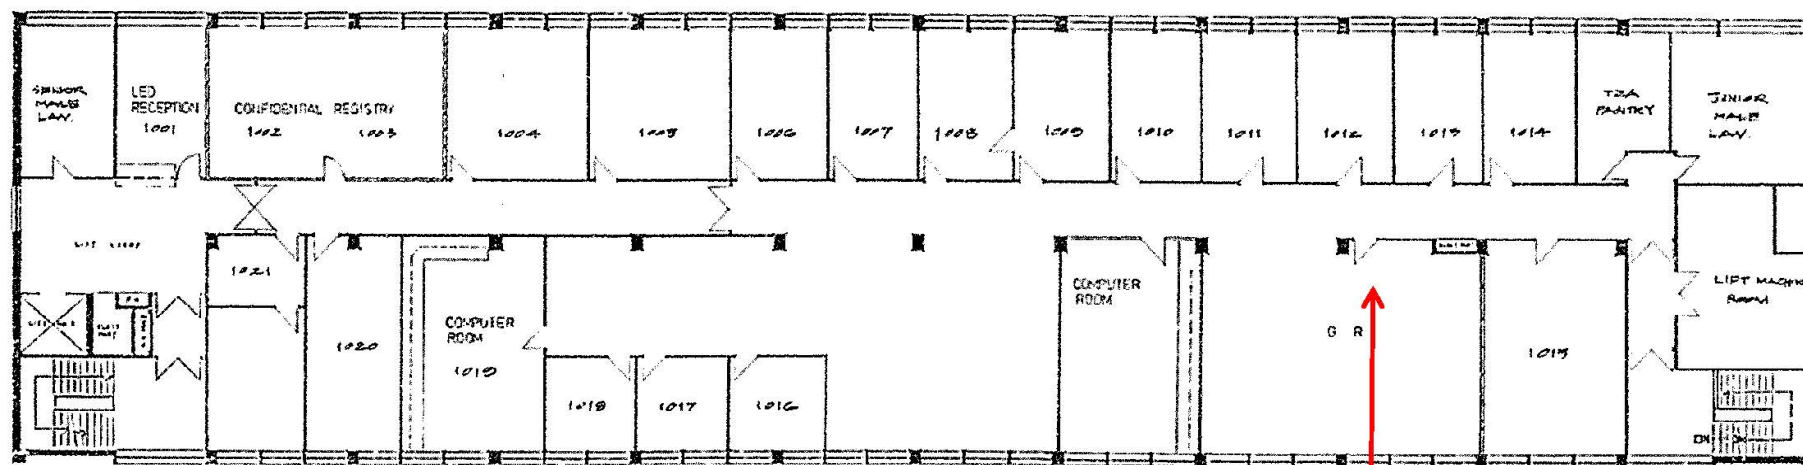 SENIOR
MALE
LAV.
LED
RECEPTION
1001
CONFIDENTIAL REGISTRY
1002 1003
1004
1005
1006
1007
1008
1009
1010
1011
1012
1013
1014
TEA
PANTRY
JUNIOR
MALE
LAV.
LIFT LOBBY
1021
1020
COMPUTER
ROOM
1019
1018
1017
1016
COMPUTER
ROOM
G R
1015
LIFT MACHINE
ROOM
DN